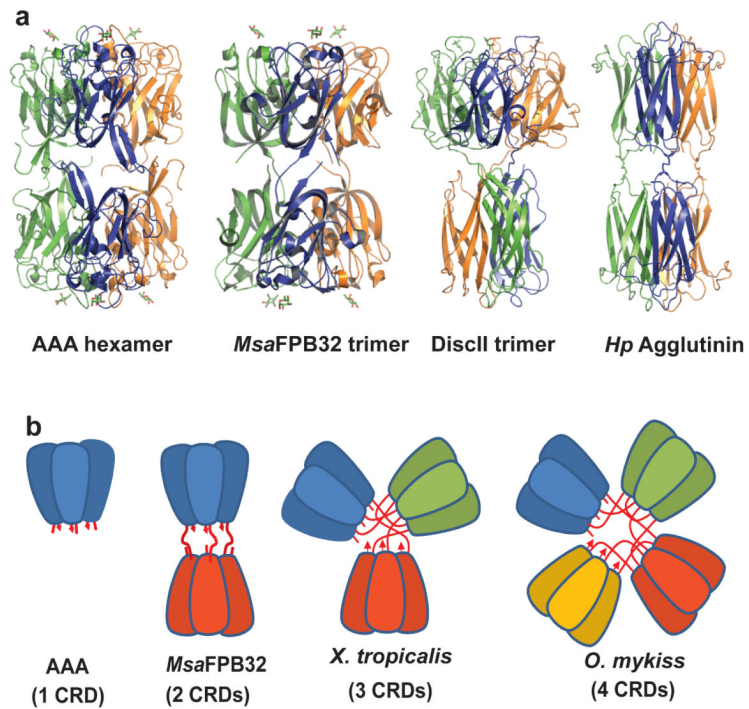 a
AAA hexamer
MsaFPB32 trimer
DiscII trimer
Hp Agglutinin
b
AAA
(1 CRD)
MsaFPB32
(2 CRDs)
X. tropicalis
(3 CRDs)
O. mykiss
(4 CRDs)